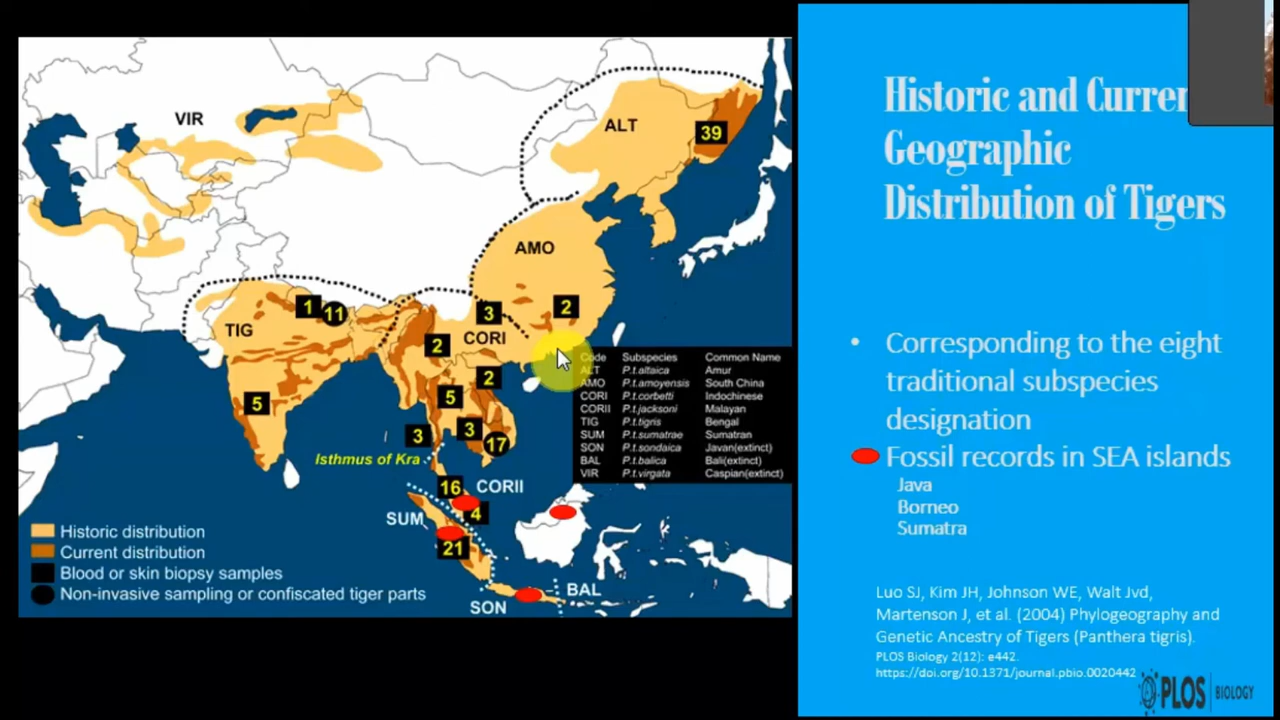 VIR
ALT
39
AMO
1
11
3
2
TIG
CORI
2
2
5
5
3
3
17
Isthmus of Kra
16
CORII
4
SUM
21
SON
BAL
Historic distribution
Current distribution
Blood or skin biopsy samples
Non-invasive sampling or confiscated tiger parts
Code Subspecies Common Name
ALT P.t.altaica Amur
AMO P.t.amoyensis South China
CORI P.t.corbetti Indochinese
CORII P.t.jacksoni Malayan
TIG P.t.tigris Bengal
SUM P.t.sumatrae Sumatran
SON P.t.sondaica Javan(extinct)
BAL P.t.balica Bali(extinct)
VIR P.t.virgata Caspian(extinct)
Historic and Curren
Geographic
Distribution of Tigers
• Corresponding to the eight
traditional subspecies
designation
Fossil records in SEA islands
Java
Borneo
Sumatra
Luo SJ, Kim JH, Johnson WE, Walt Jvd,
Martenson J, et al. (2004) Phylogeography and
Genetic Ancestry of Tigers (Panthera tigris).
PLOS Biology 2(12): e442.
https://doi.org/10.1371/journal.pbio.0020442
PLOS BIOLOGY